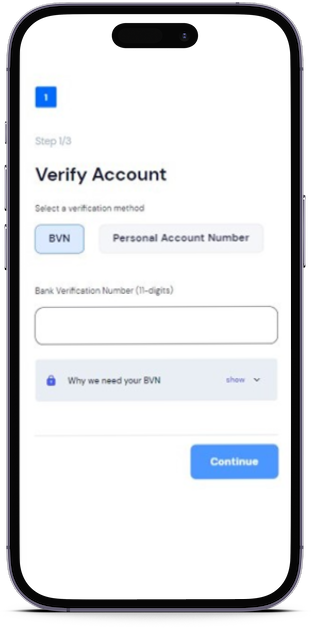 1
Step 1/3
Verify Account
Select a verification method
BVN Personal Account Number
Bank Verification Number (11-digits)
Why we need your BVN show
Continue